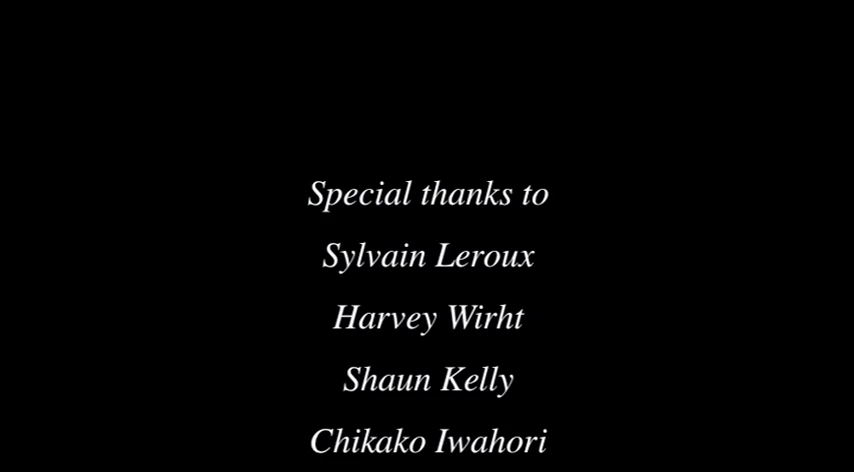 Special thanks to
Sylvain Leroux
Harvey Wirht
Shaun Kelly
Chikako Iwahori